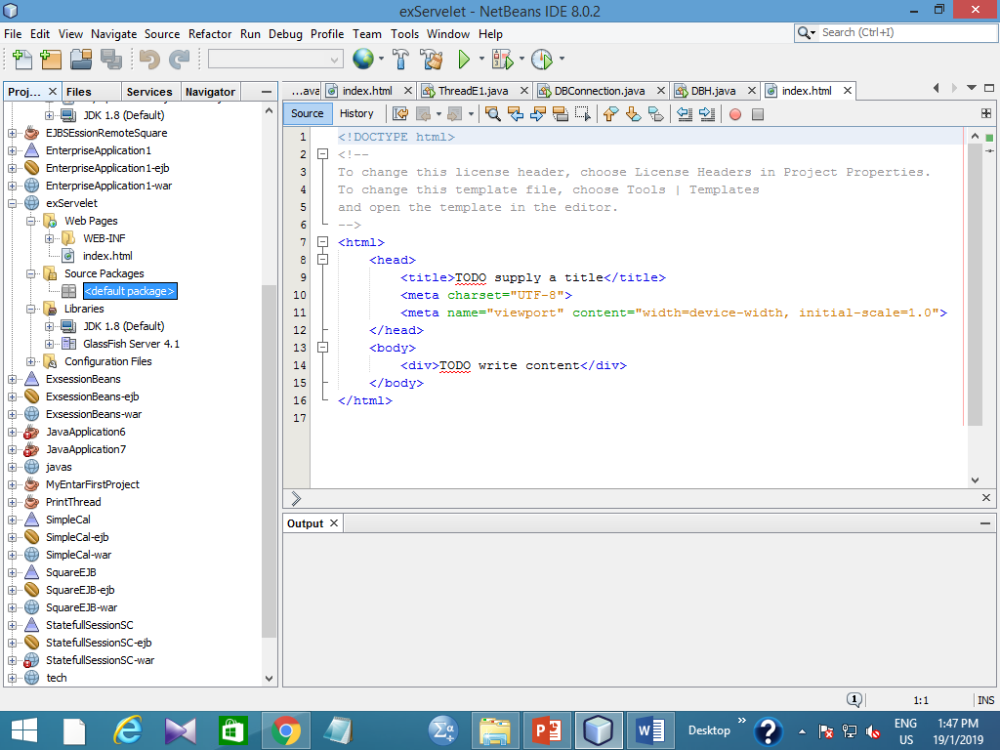 exServelet - NetBeans IDE 8.0.2
File Edit View Navigate Source Refactor Run Debug Profile Team Tools Window Help
Search (Ctrl+I)
Proj... Files Services Navigator
JDK 1.8 (Default)
EJBSEssionRemoteSquare
EnterpriseApplication1
EnterpriseApplication1-ejb
EnterpriseApplication1-war
exServelet
Web Pages
WEB-INF
index.html
Source Packages
<default package>
Libraries
JDK 1.8 (Default)
GlassFish Server 4.1
Configuration Files
ExsessionBeans
ExsessionBeans-ejb
ExsessionBeans-war
JavaApplication6
JavaApplication7
javas
MyEntarFirstProject
PrintThread
SimpleCal
SimpleCal-ejb
SimpleCal-war
SquareEJB
SquareEJB-ejb
SquareEJB-war
StatefullSessionSC
StatefullSessionSC-ejb
StatefullSessionSC-war
tech
...ava index.html ThreadE1.java DBConnection.java DBH.java index.html
Source History
1 <!DOCTYPE html>
2 <!--
3 To change this license header, choose License Headers in Project Properties.
4 To change this template file, choose Tools | Templates
5 and open the template in the editor.
6 -->
7 <html>
8 <head>
9 <title>TODO supply a title</title>
10 <meta charset="UTF-8">
11 <meta name="viewport" content="width=device-width, initial-scale=1.0">
12 </head>
13 <body>
14 <div>TODO write content</div>
15 </body>
16 </html>
17
Output
1 1:1 INS
Desktop
ENG
US
1:47 PM
19/1/2019